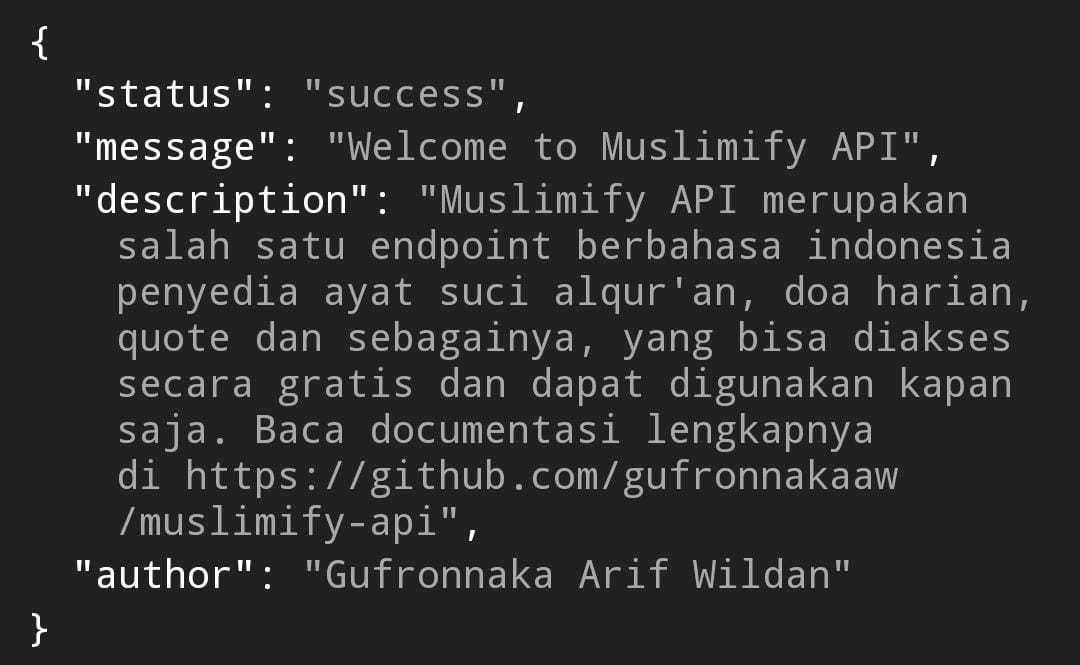 {
"status": "success",
"message": "Welcome to Muslimify API",
"description": "Muslimify API merupakan
salah satu endpoint berbahasa indonesia
penyedia ayat suci alqur'an, doa harian,
quote dan sebagainya, yang bisa diakses
secara gratis dan dapat digunakan kapan
saja. Baca documentasi lengkapnya
di https://github.com/gufronnakaaw
/muslimify-api",
"author": "Gufronnaka Arif Wildan"
}